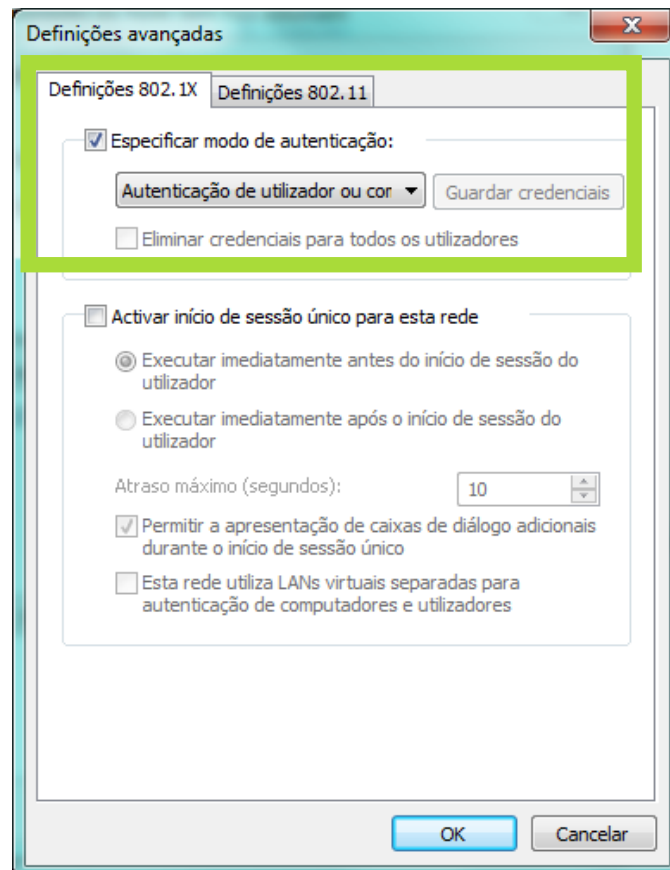 Definições avançadas
Definições 802.1X
Definições 802.11
Especificar modo de autenticação:
Autenticação de utilizador ou cor
Guardar credenciais
Eliminar credenciais para todos os utilizadores
Activar início de sessão único para esta rede
Executar imediatamente antes do início de sessão do
utilizador
Executar imediatamente após o início de sessão do
utilizador
Atraso máximo (segundos):
10
Permitir a apresentação de caixas de diálogo adicionais
durante o início de sessão único
Esta rede utiliza LANs virtuais separadas para
autenticação de computadores e utilizadores
OK
Cancelar